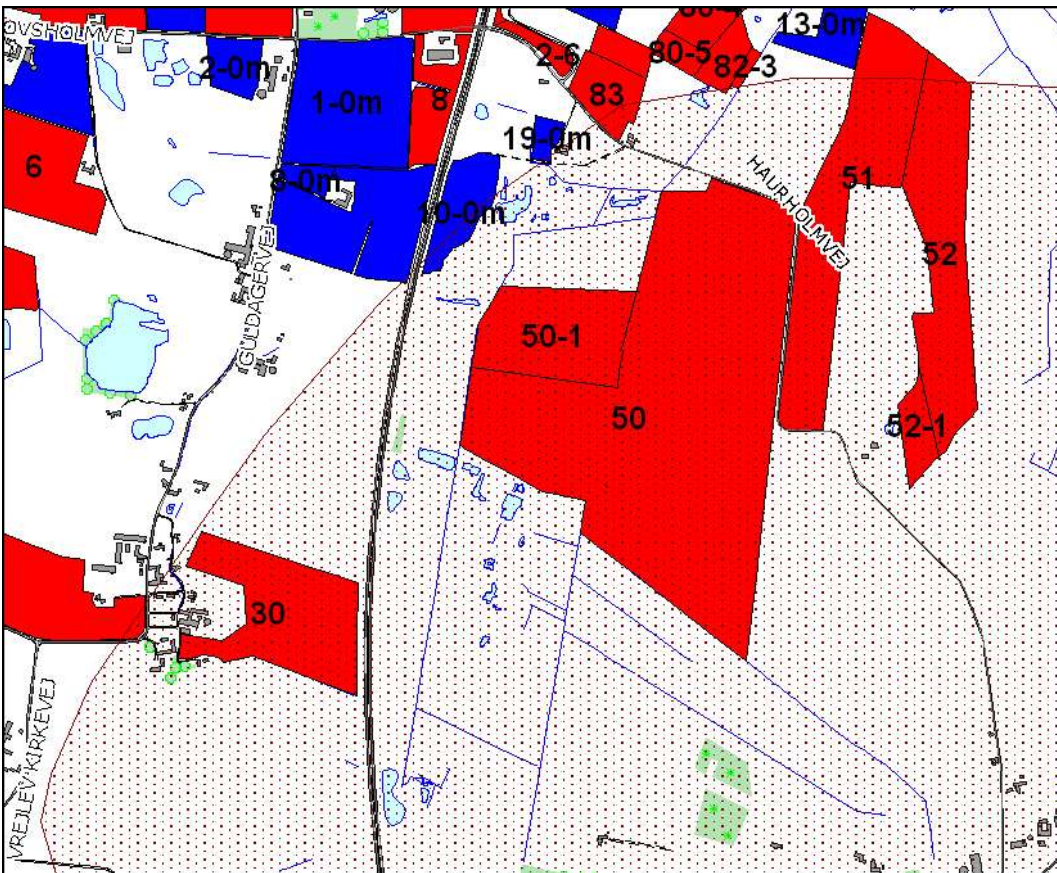 OVSHOLMVEJ
2-0m
1-0m
8
2-6
80-5
82-3
13-0m
83
19-0m
6
8-0m
10-0m
HAURHOLMVEJ
51
52
GULDAGERVEJ
50-1
50
52-1
30
VREJLEV KIRKEVEJ